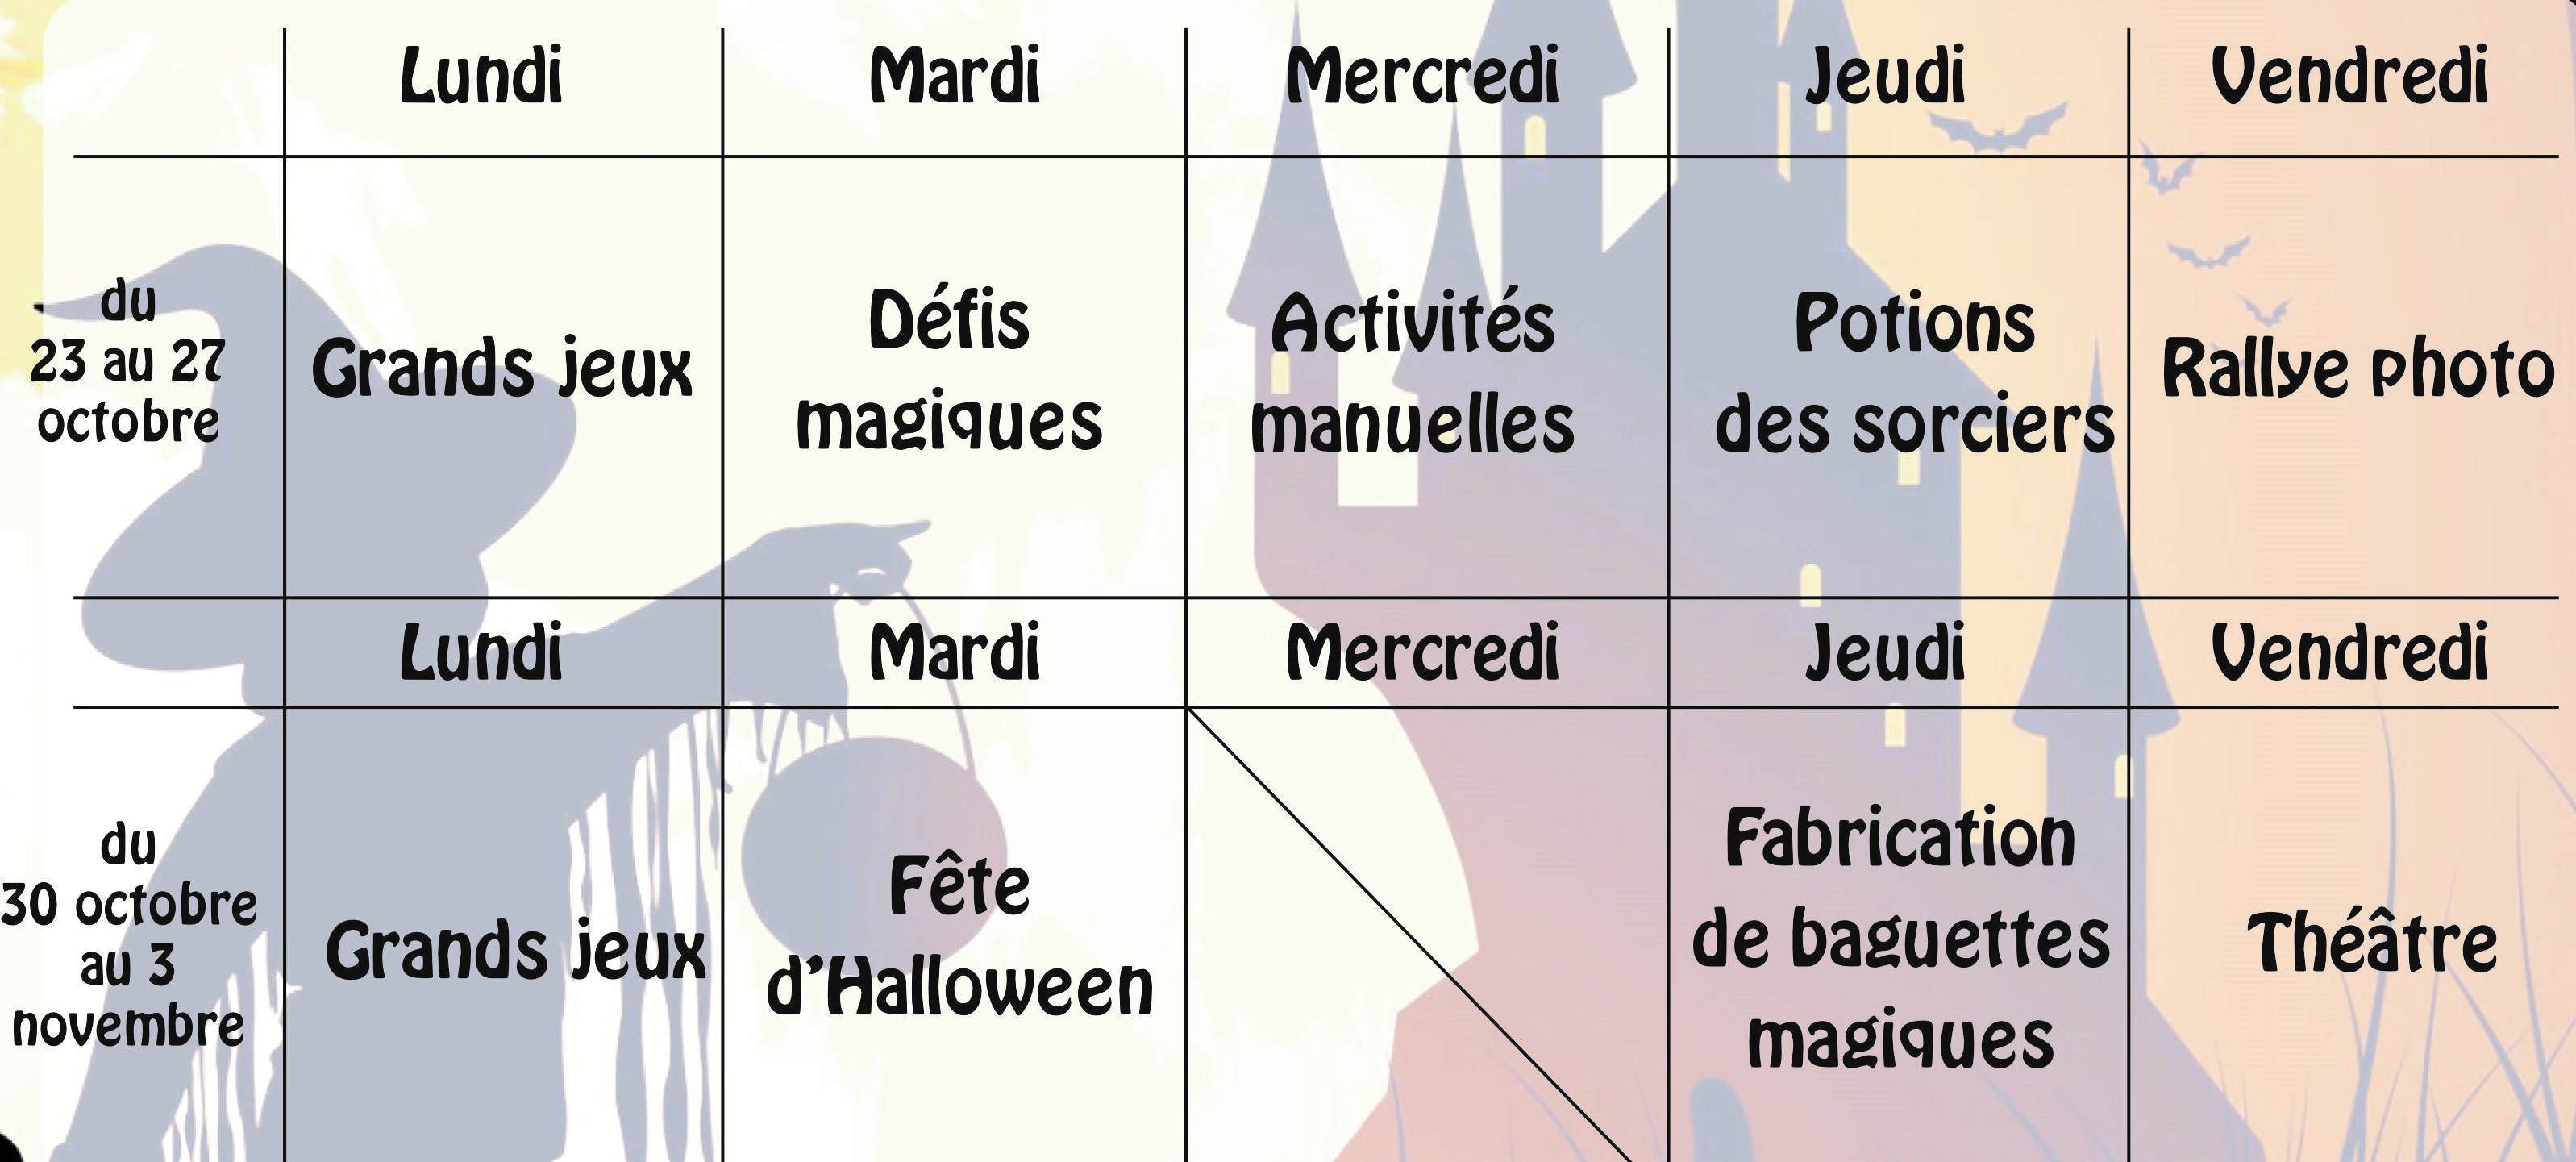 Lundi Mardi Mercredi Jeudi Vendredi
du
23 au 27
octobre
Grands jeux
Défis
magiques
Activités
manuelles
Potions
des sorciers
Rallye photo
Lundi Mardi Mercredi Jeudi Vendredi
du
30 octobre
au 3
novembre
Grands jeux
Fête
d'Halloween
Fabrication
de baguettes
magiques
Théâtre